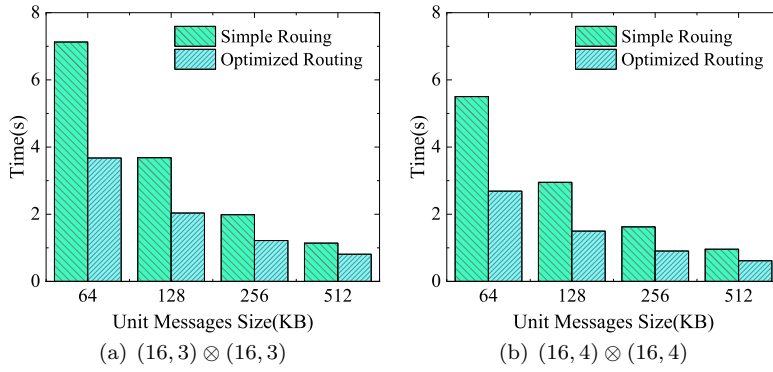 8
6
4
2
0
Time(s)
Simple Rouing
Optimized Routing
64 128 256 512
Unit Messages Size(KB)
(a) (16, 3) ⊗ (16, 3)
8
6
4
2
0
Time(s)
Simple Rouing
Optimized Routing
64 128 256 512
Unit Messages Size(KB)
(b) (16, 4) ⊗ (16, 4)